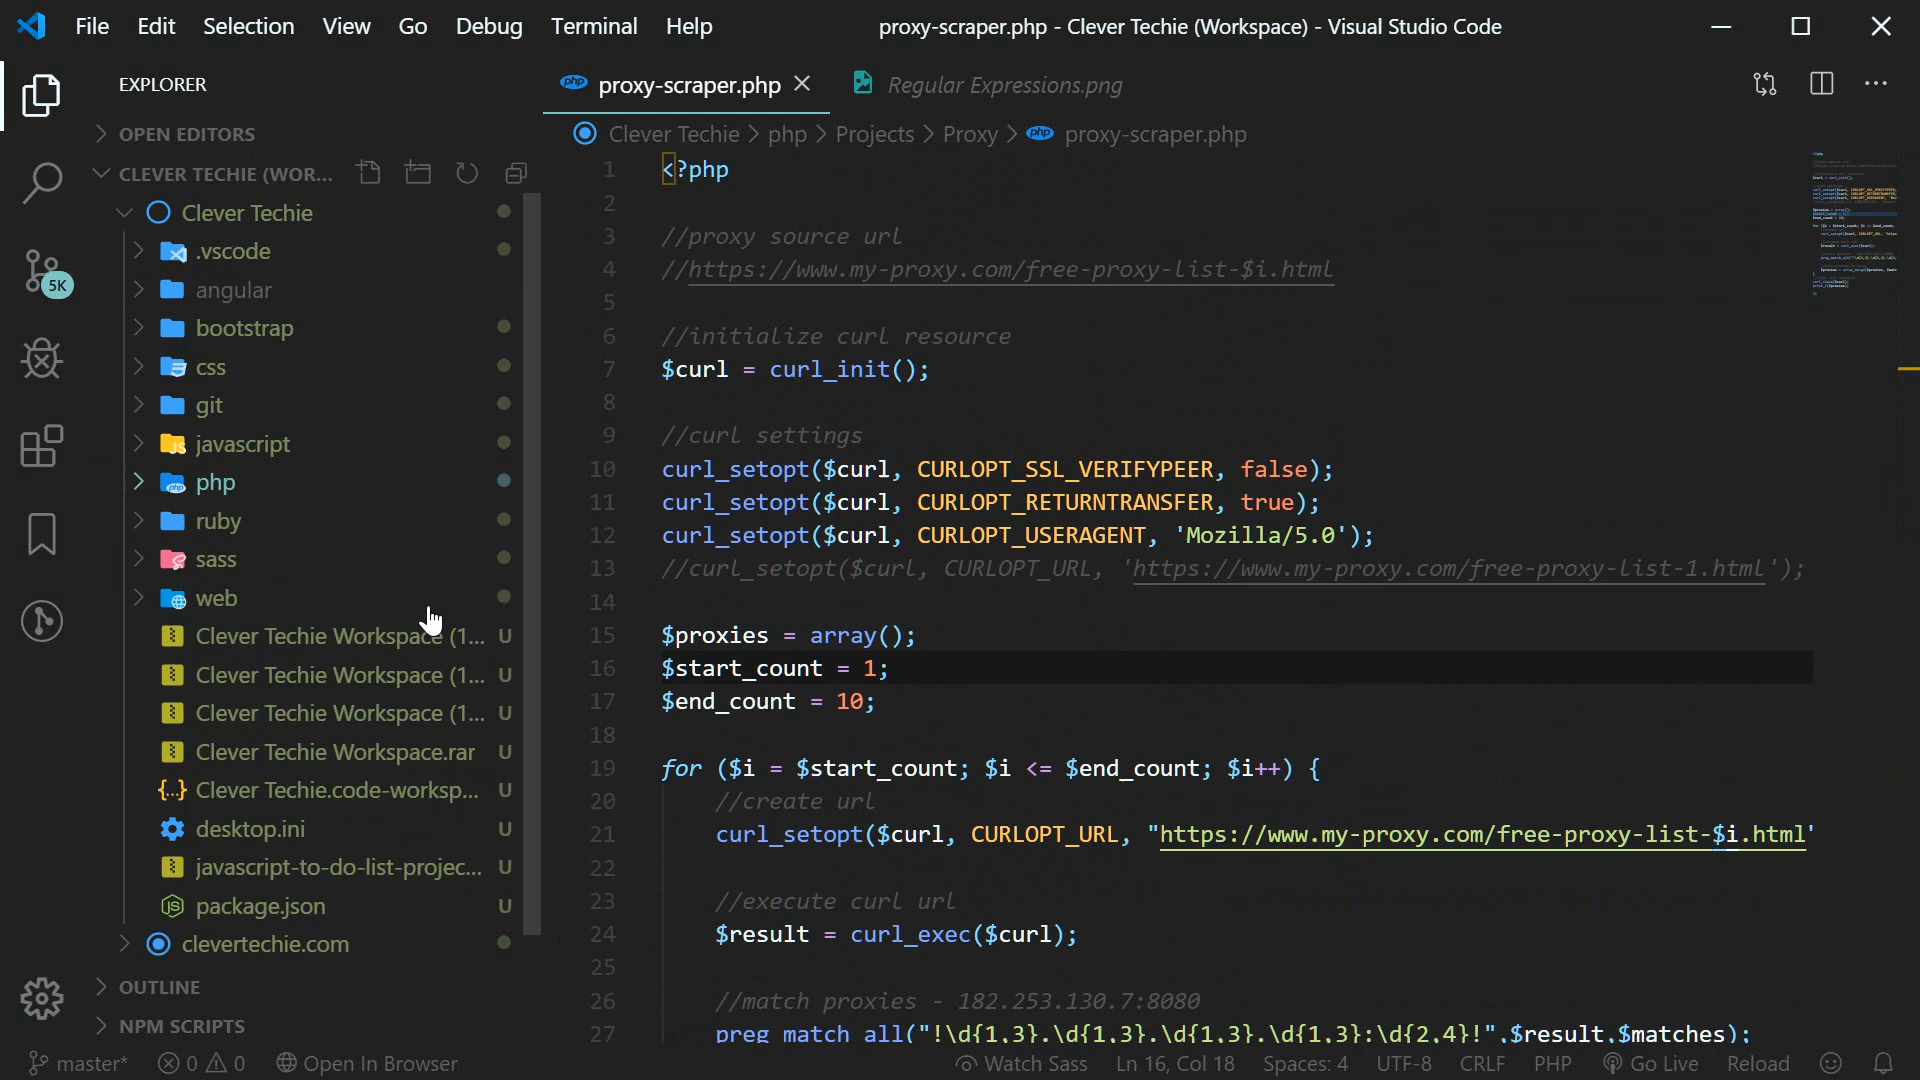 File Edit Selection View Go Debug Terminal Help proxy-scraper.php - Clever Techie (Workspace) - Visual Studio Code
EXPLORER
OPEN EDITORS
CLEVER TECHIE (WOR...
Clever Techie
.vscode
angular
bootstrap
css
git
javascript
php
ruby
sass
web
Clever Techie Workspace (1... U
Clever Techie Workspace (1... U
Clever Techie Workspace (1... U
Clever Techie Workspace.rar U
Clever Techie.code-worksp... U
desktop.ini U
javascript-to-do-list-projec... U
package.json U
clevertechie.com
OUTLINE
NPM SCRIPTS
5K
php proxy-scraper.php Regular Expressions.png
Clever Techie > php > Projects > Proxy > php proxy-scraper.php
1 <?php
2
3 //proxy source url
4 //https://www.my-proxy.com/free-proxy-list-$i.html
5
6 //initialize curl resource
7 $curl = curl_init();
8
9 //curl settings
10 curl_setopt($curl, CURLOPT_SSL_VERIFYPEER, false);
11 curl_setopt($curl, CURLOPT_RETURNTRANSFER, true);
12 curl_setopt($curl, CURLOPT_USERAGENT, 'Mozilla/5.0');
13 //curl_setopt($curl, CURLOPT_URL, 'https://www.my-proxy.com/free-proxy-list-1.html');
14
15 $proxies = array();
16 $start_count = 1;
17 $end_count = 10;
18
19 for ($i = $start_count; $i <= $end_count; $i++) {
20 //create url
21 curl_setopt($curl, CURLOPT_URL, "https://www.my-proxy.com/free-proxy-list-$i.html'
22
23 //execute curl url
24 $result = curl_exec($curl);
25
26 //match proxies - 182.253.130.7:8080
27 preg_match_all("!\d{1,3}.\d{1,3}.\d{1,3}.\d{1,3}:\d{2,4}!",$result,$matches);
master* 0 0 Open In Browser Watch Sass Ln 16, Col 18 Spaces: 4 UTF-8 CRLF PHP Go Live Reload